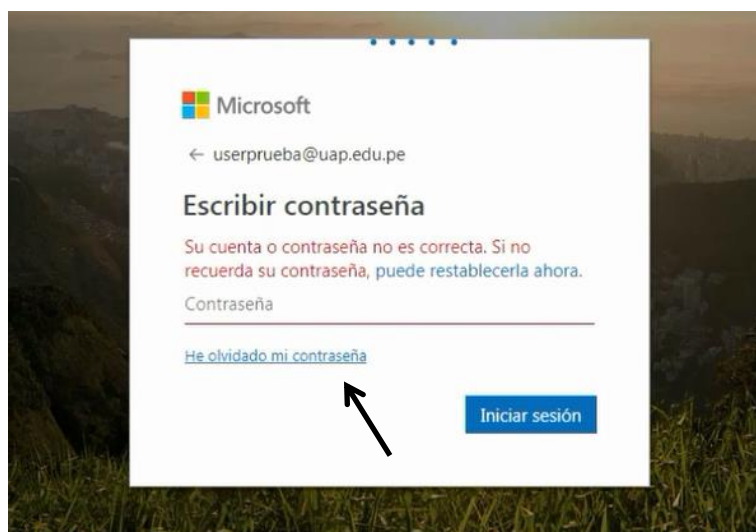 Microsoft
← userprueba@uap.edu.pe
Escribir contraseña
Su cuenta o contraseña no es correcta. Si no
recuerda su contraseña, puede restablecerla ahora.
Contraseña
He olvidado mi contraseña
Iniciar sesión